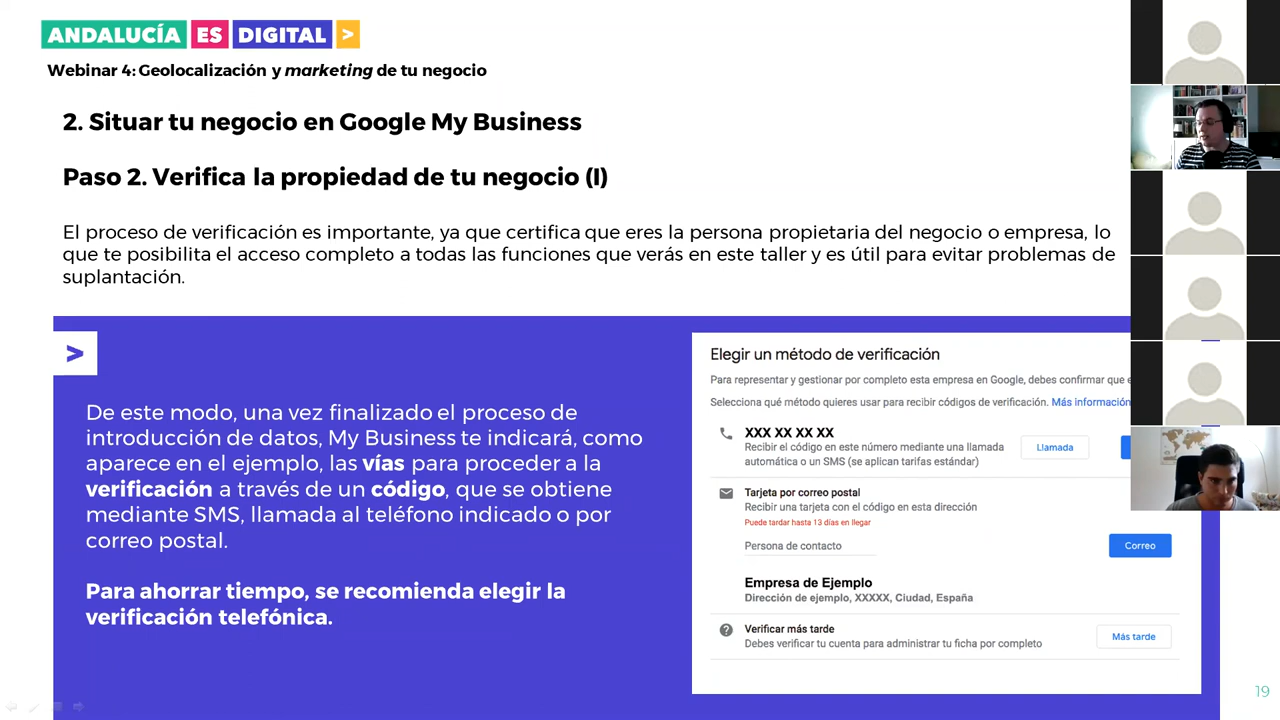 ANDALUCÍA ES DIGITAL >
Webinar 4: Geolocalización y marketing de tu negocio
2. Situar tu negocio en Google My Business
Paso 2. Verifica la propiedad de tu negocio (I)
El proceso de verificación es importante, ya que certifica que eres la persona propietaria del negocio o empresa, lo
que te posibilita el acceso completo a todas las funciones que verás en este taller y es útil para evitar problemas de
suplantación.
>
De este modo, una vez finalizado el proceso de
introducción de datos, My Business te indicará, como
aparece en el ejemplo, las vías para proceder a la
verificación a través de un código, que se obtiene
mediante SMS, llamada al teléfono indicado o por
correo postal.
Para ahorrar tiempo, se recomienda elegir la
verificación telefónica.
Elegir un método de verificación
Para representar y gestionar por completo esta empresa en Google, debes confirmar que e
Selecciona qué método quieres usar para recibir códigos de verificación. Más información
XXX XX XX XX
Recibir el código en este número mediante una llamada
automática o un SMS (se aplican tarifas estándar)
Llamada
Tarjeta por correo postal
Recibir una tarjeta con el código en esta dirección
Puede tardar hasta 13 días en llegar
Persona de contacto
Correo
Empresa de Ejemplo
Dirección de ejemplo, XXXXX, Ciudad, España
Verificar más tarde
Debes verificar tu cuenta para administrar tu ficha por completo
Más tarde
19